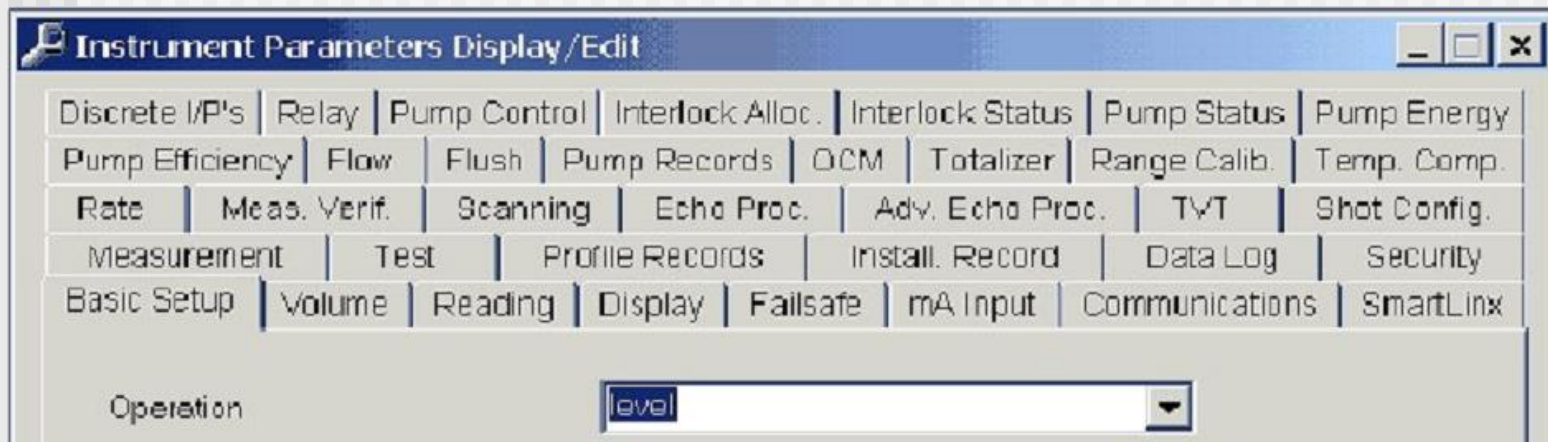 Instrument Parameters Display/Edit
Discrete I/P's Relay Pump Control Interlock Alloc. Interlock Status Pump Status Pump Energy
Pump Efficiency Flow Flush Pump Records OCM Totalizer Range Calib. Temp. Comp.
Rate Meas. Verif. Scanning Echo Proc. Adv. Echo Proc. TVT Shot Config.
Measurement Test Profile Records Install. Record Data Log Security
Basic Setup Volume Reading Display Failsafe mA Input Communications SmartLinx
Operation level